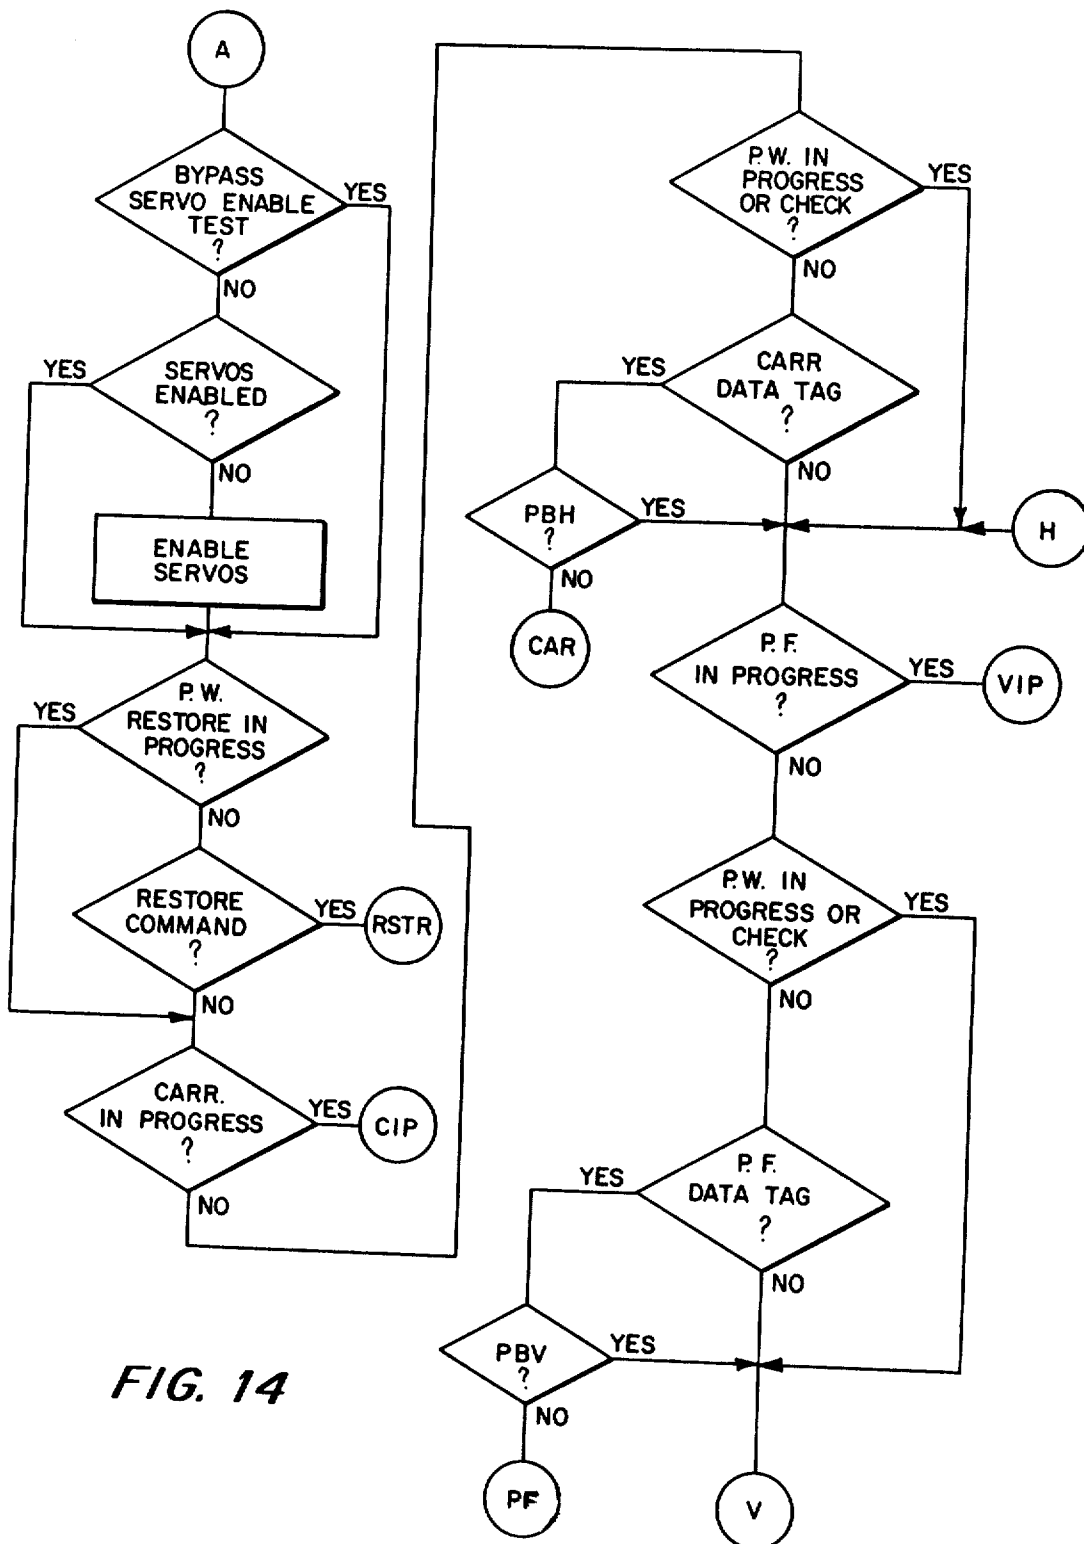 A
BYPASS
SERVO ENABLE
TEST
?
YES
NO
YES
SERVOS
ENABLED
?
NO
ENABLE
SERVOS
P.W.
RESTORE IN
PROGRESS
?
YES
NO
RESTORE
COMMAND
?
YES
RSTR
NO
CARR.
IN PROGRESS
?
YES
CIP
NO
P.W. IN
PROGRESS
OR CHECK
?
YES
NO
CARR
DATA TAG
?
YES
NO
PBH
?
YES
NO
H
CAR
P.F.
IN PROGRESS
?
YES
VIP
NO
P.W. IN
PROGRESS OR
CHECK
?
YES
NO
P.F.
DATA TAG
?
YES
NO
PBV
?
YES
NO
PF
V
FIG. 14